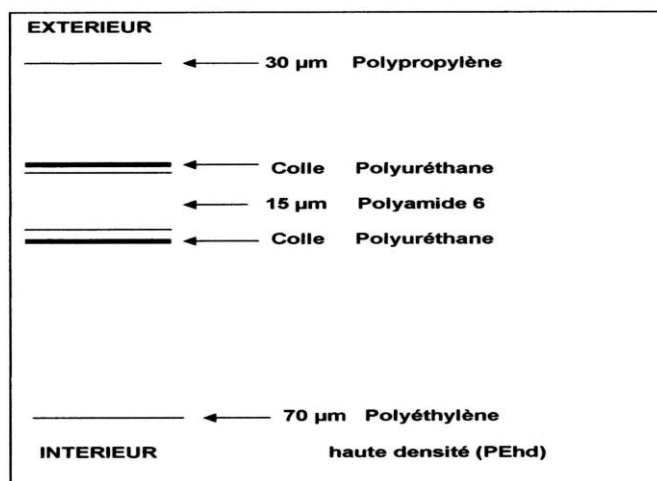 EXTERIEUR
30 µm Polypropylène
Colle Polyuréthane
15 µm Polyamide 6
Colle Polyuréthane
70 µm Polyéthylène
INTERIEUR haute densité (PEhd)